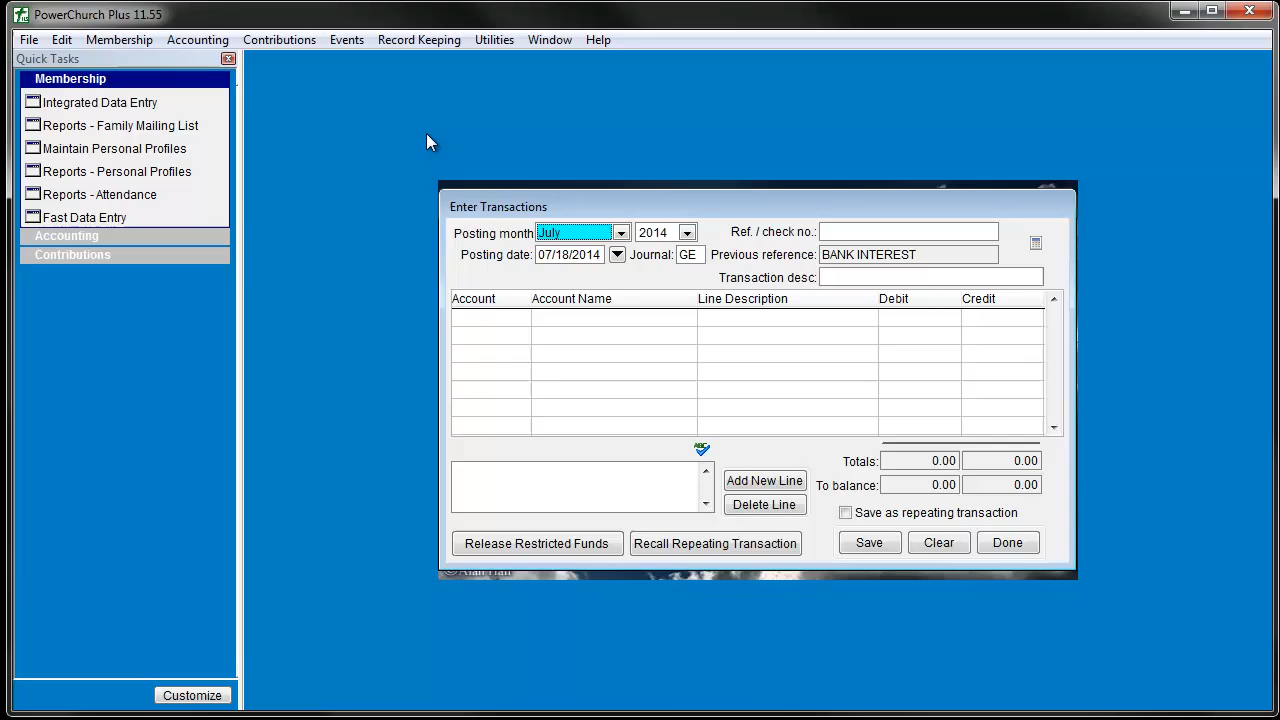 PowerChurch Plus 11.55
File Edit Membership Accounting Contributions Events Record Keeping Utilities Window Help
Quick Tasks
Membership
Integrated Data Entry
Reports - Family Mailing List
Maintain Personal Profiles
Reports - Personal Profiles
Reports - Attendance
Fast Data Entry
Accounting
Contributions
Customize
Enter Transactions
Posting month July 2014 Ref. / check no.:
Posting date: 07/18/2014 Journal: GE Previous reference: BANK INTEREST
Transaction desc:
Account Account Name Line Description Debit Credit
ABC
Totals: 0.00 0.00
Add New Line
To balance: 0.00 0.00
Delete Line
Save as repeating transaction
Release Restricted Funds Recall Repeating Transaction Save Clear Done